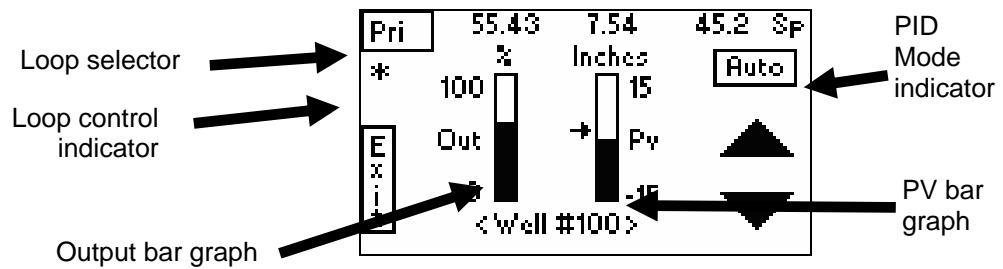 Pri 55.43 7.54 45.2 Sp
% Inches
Auto
*
100 15
Out Pv
-15
Exit
<Well #100>
Loop selector
Loop control
indicator
Output bar graph
PID
Mode
indicator
PV bar
graph